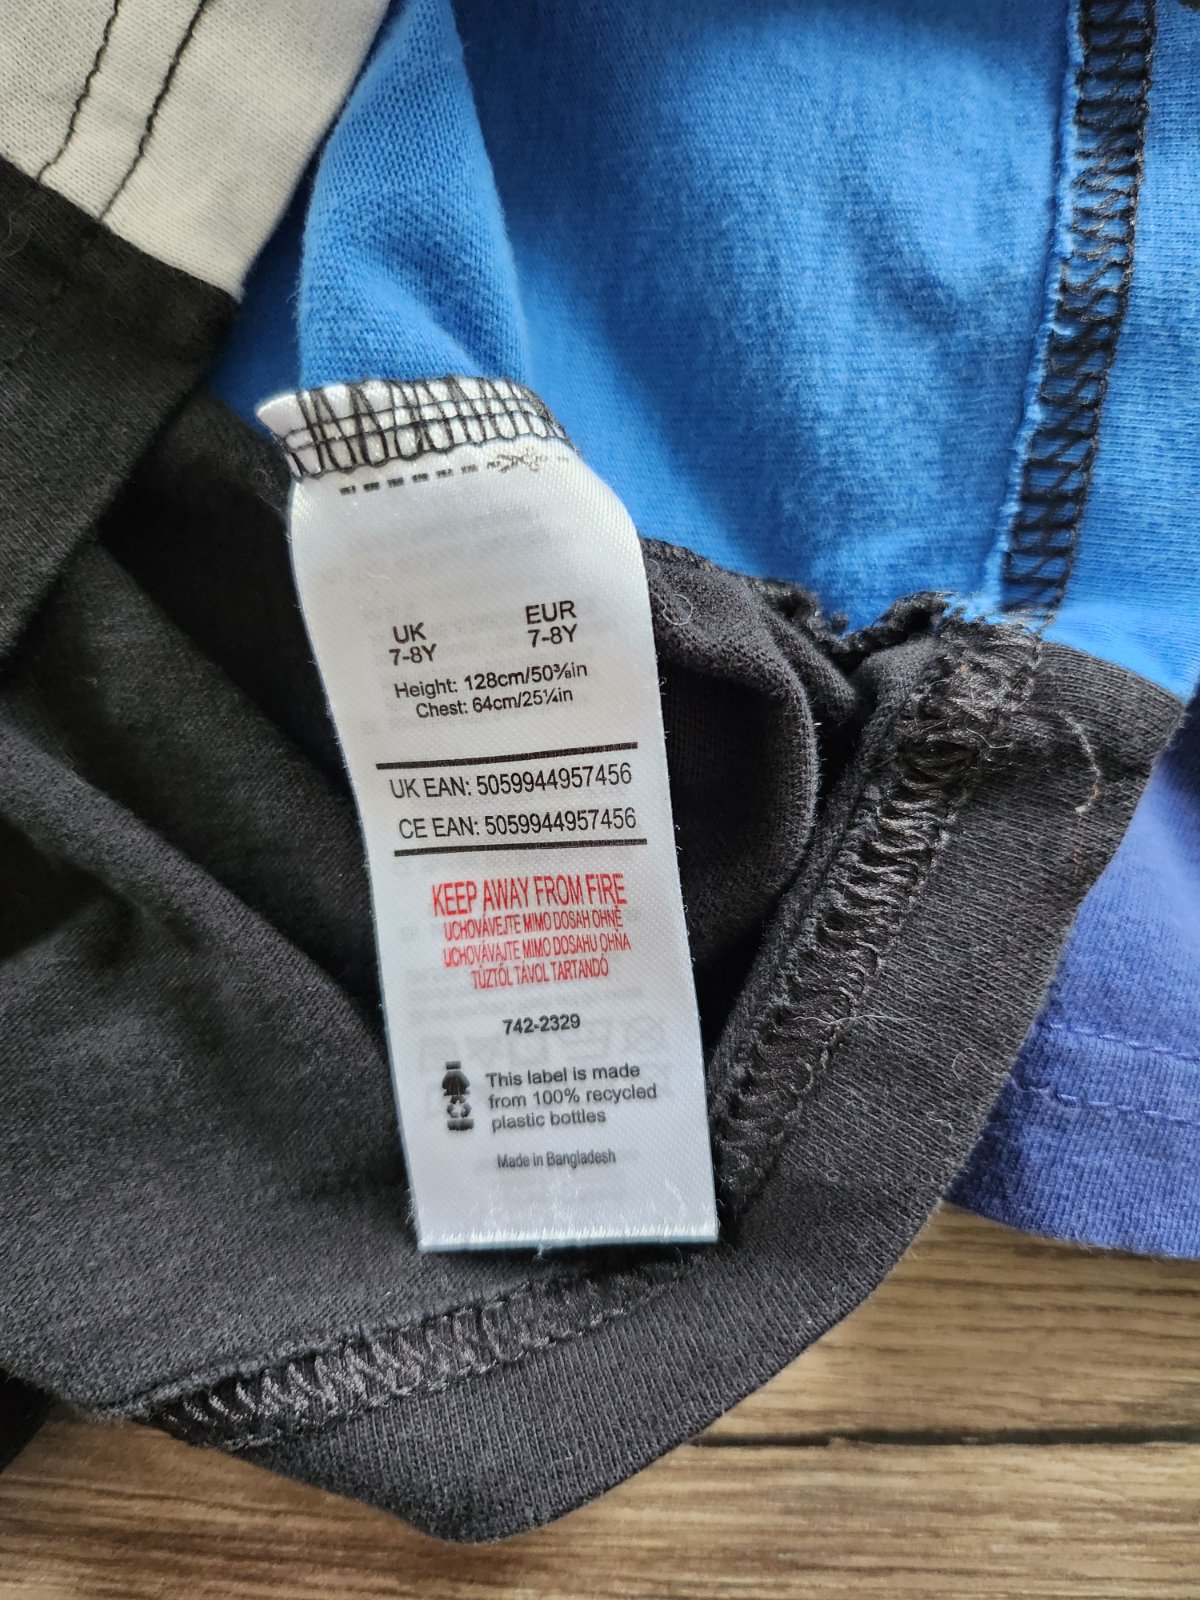 UK EUR
7-8Y 7-8Y
Height: 128cm/50⅜in
Chest: 64cm/25¼in
UK EAN: 5059944957456
CE EAN: 5059944957456
KEEP AWAY FROM FIRE
UCHOVÁVEJTE MIMO DOSAH OHNĚ
UCHOVÁVAJTE MIMO DOSAHU OHŇA
TŰZTŐL TÁVOL TARTANDÓ
742-2329
This label is made
from 100% recycled
plastic bottles
Made in Bangladesh